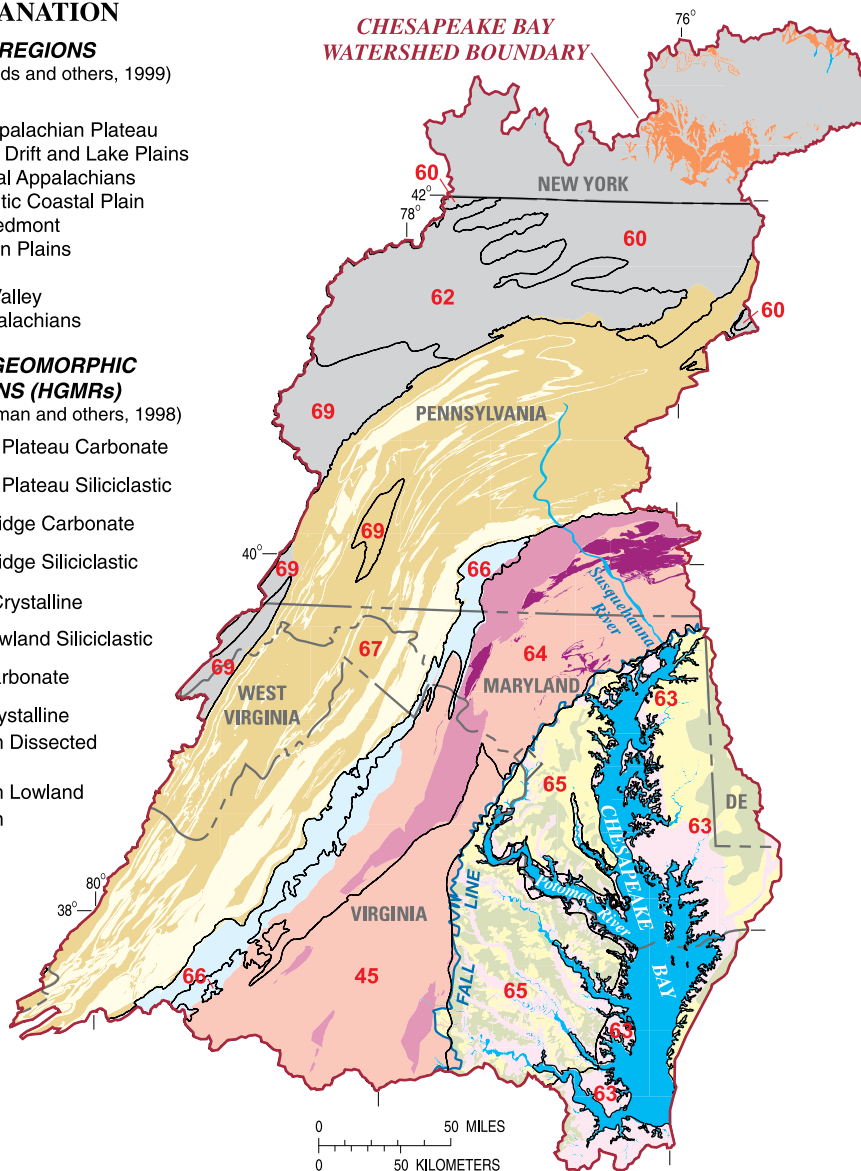 ANATION
REGIONS
ds and others, 1999)
ppalachian Plateau
Drift and Lake Plains
al Appalachians
tic Coastal Plain
edmont
n Plains
Valley
alachians
GEOMORPHIC
NS (HGMRs)
man and others, 1998)
Plateau Carbonate
Plateau Siliciclastic
idge Carbonate
idge Siliciclastic
Crystalline
owland Siliciclastic
arbonate
rystalline
n Dissected
n Lowland
n
CHESAPEAKE BAY
WATERSHED BOUNDARY
76°
60
42°
78°
NEW YORK
60
62
60
69
PENNSYLVANIA
69
40°
69
66
Susquehanna
River
67
64
69
WEST
VIRGINIA
MARYLAND
63
65
DE
63
CHESAPEAKE
BAY
80°
38°
Potomac
River
FALL LINE
VIRGINIA
66
45
65
63
63
0 50 MILES
0 50 KILOMETERS